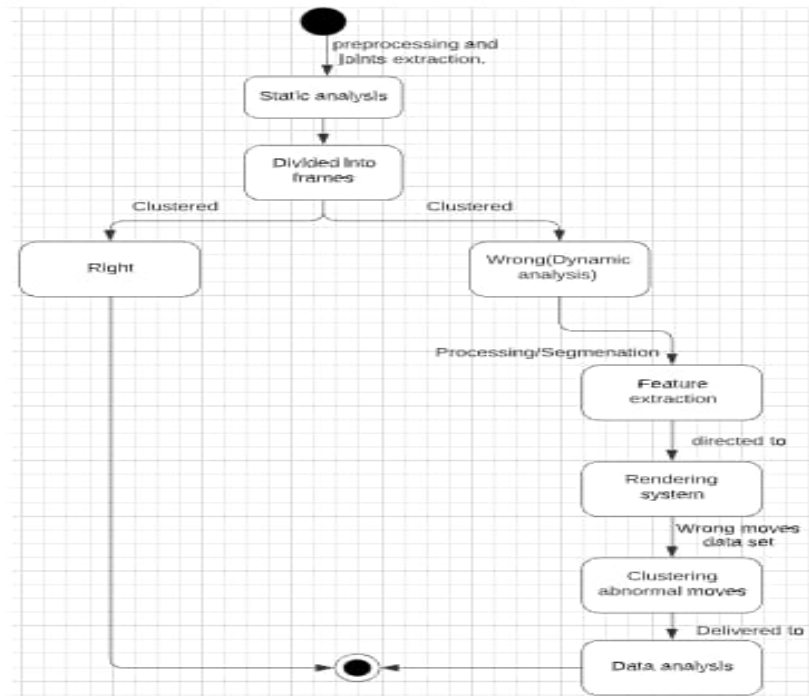 preprocessing and
joints extraction.
Static analysis
Divided into
frames
Clustered
Clustered
Right
Wrong(Dynamic
analysis)
Processing/Segmenation
Feature
extraction
directed to
Rendering
system
Wrong moves
data set
Clustering
abnormal moves
Delivered to
Data analysis